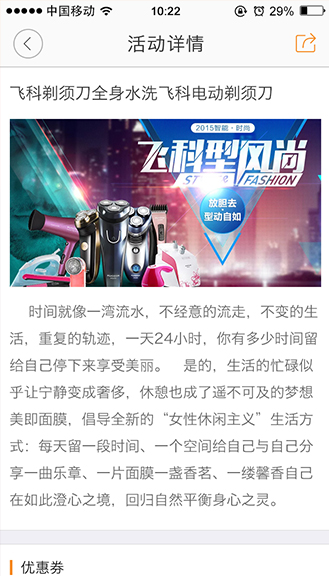 中国移动
10:22
29%
活动详情
飞科剃须刀全身水洗飞科电动剃须刀
2015智能·时尚
飞科型风尚
STYLE & FASHION
放胆去
型动自如
时间就像一湾流水，不经意的流走，不变的生
活，重复的轨迹，一天24小时，你有多少时间留
给自己停下来享受美丽。 是的，生活的忙碌似
乎让宁静变成奢侈，休憩也成了遥不可及的梦想
美即面膜，倡导全新的“女性休闲主义”生活方
式：每天留一段时间、一个空间给自己与自己分
享一曲乐章、一片面膜一盏香茗、一缕馨香自己
在如此澄心之境，回归自然平衡身心之灵。
优惠券